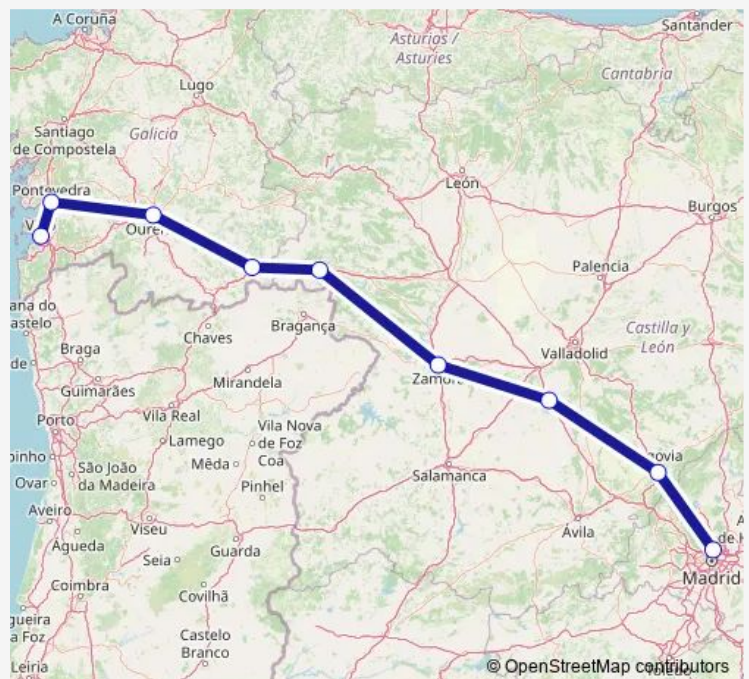 A Coruña
Santander
Asturias /
Asturies
Cantabria
Lugo
Santiago
de Compostela
Galicia
León
Pontevedra
Burgos
Palencia
Castilla y
León
Valladolid
Bragança
Chaves
Braga
Guimarães
Mirandela
Zamora
Porto
Vila Real
Lamego
Vila Nova
de Foz
Coa
Mêda
São João
da Madeira
Pinhel
Salamanca
Ovar
Aveiro
Ávila
Viseu
Águeda
Guarda
Seia
Madrid
Coimbra
Covilhã
Castelo
Branco
Leiria
© OpenStreetMap contributors